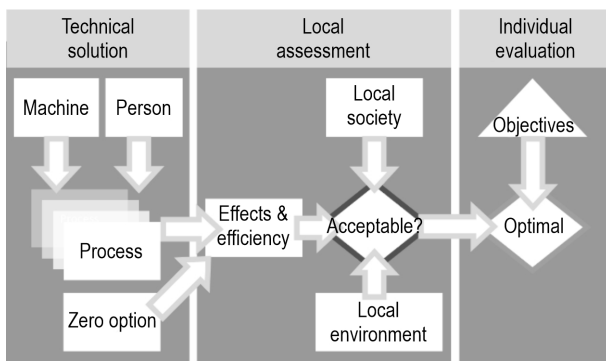 Technical
solution
Local
assessment
Individual
evaluation
Machine
Person
Local
society
Objectives
Process
Effects &
efficiency
Acceptable?
Optimal
Zero option
Local
environment